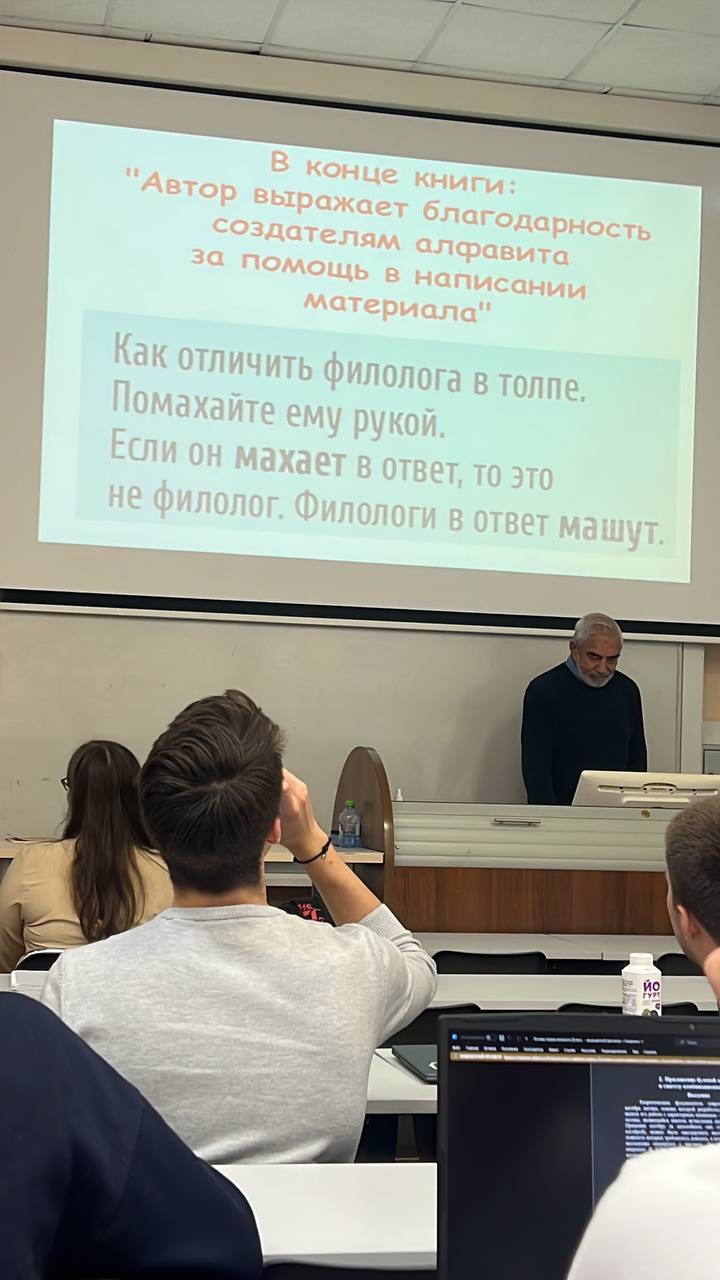 В конце книги:
"Автор выражает благодарность
создателям алфавита
за помощь в написании
материала"
Как отличить филолога в толпе.
Помахайте ему рукой.
Если он махает в ответ, то это
не филолог. Филологи в ответ машут.
ЙО
ГУРТ